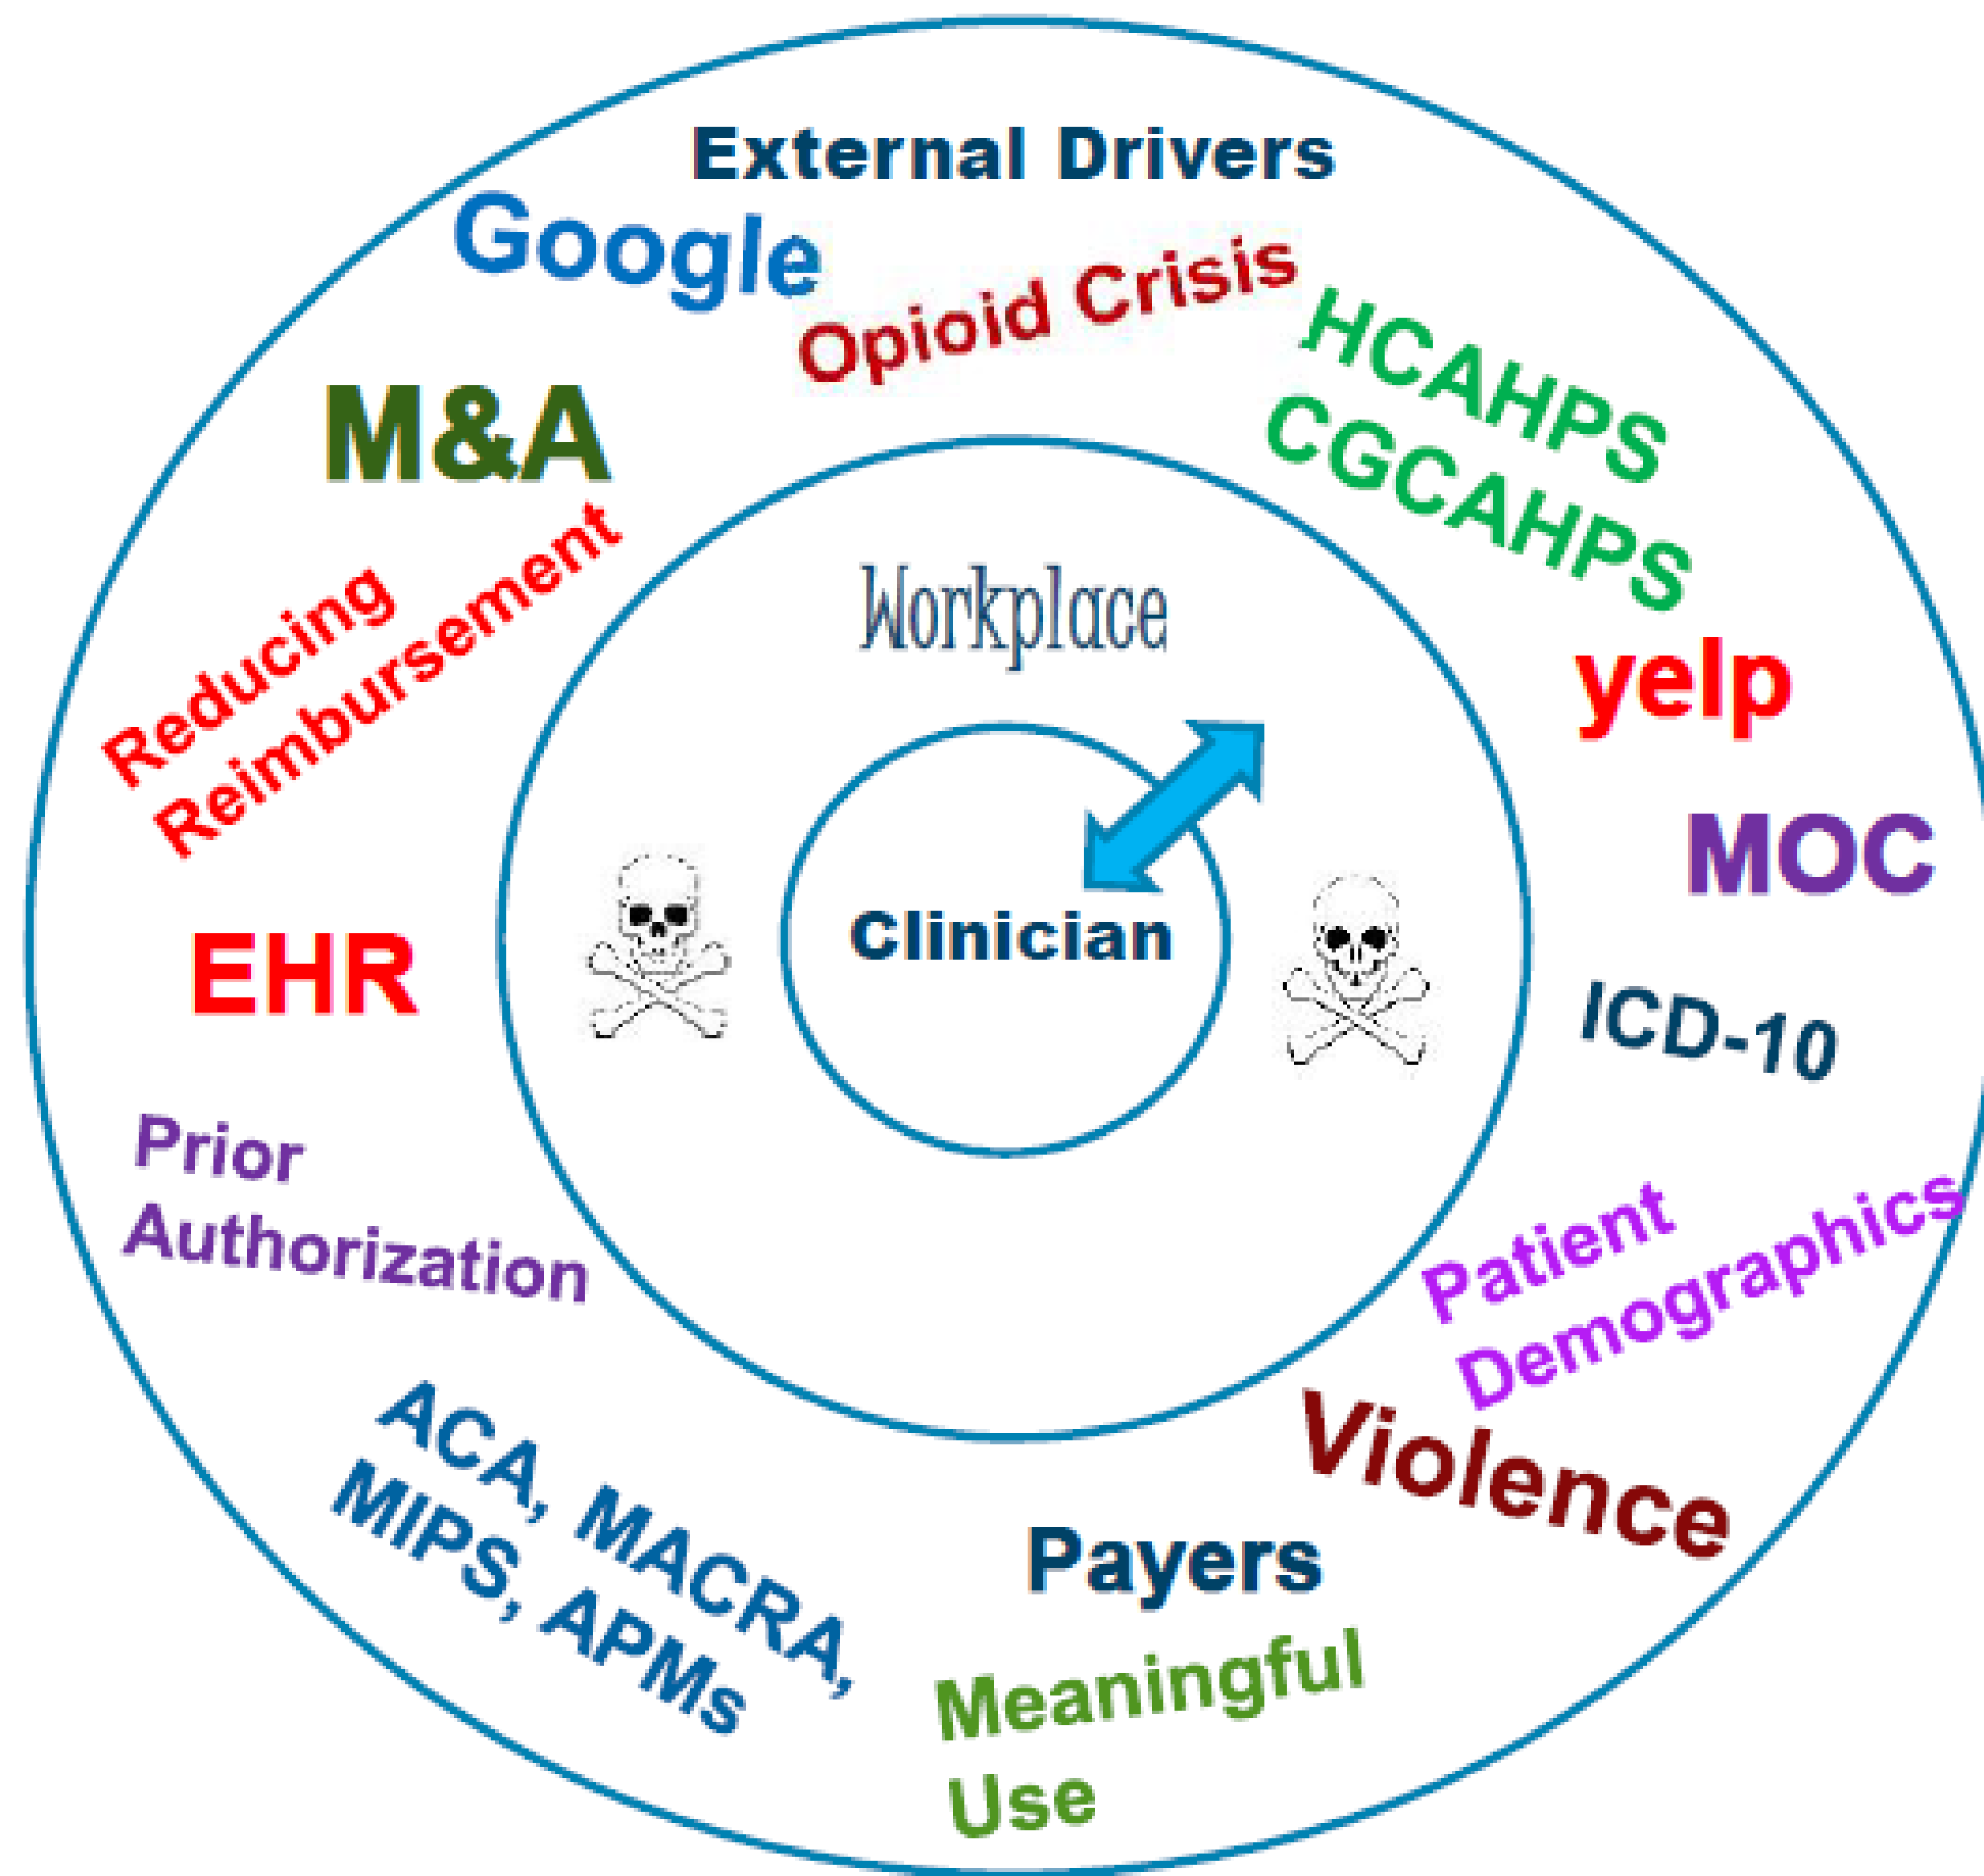 External Drivers
Google
Opioid Crisis
HCAHPS
CGCAHPS
M&A
Reducing
Reimbursement
Workplace
yelp
MOC
Clinician
EHR
ICD-10
Prior
Authorization
Patient
Demographics
Violence
ACA, MACRA,
MIPS, APMs
Payers
Meaningful
Use